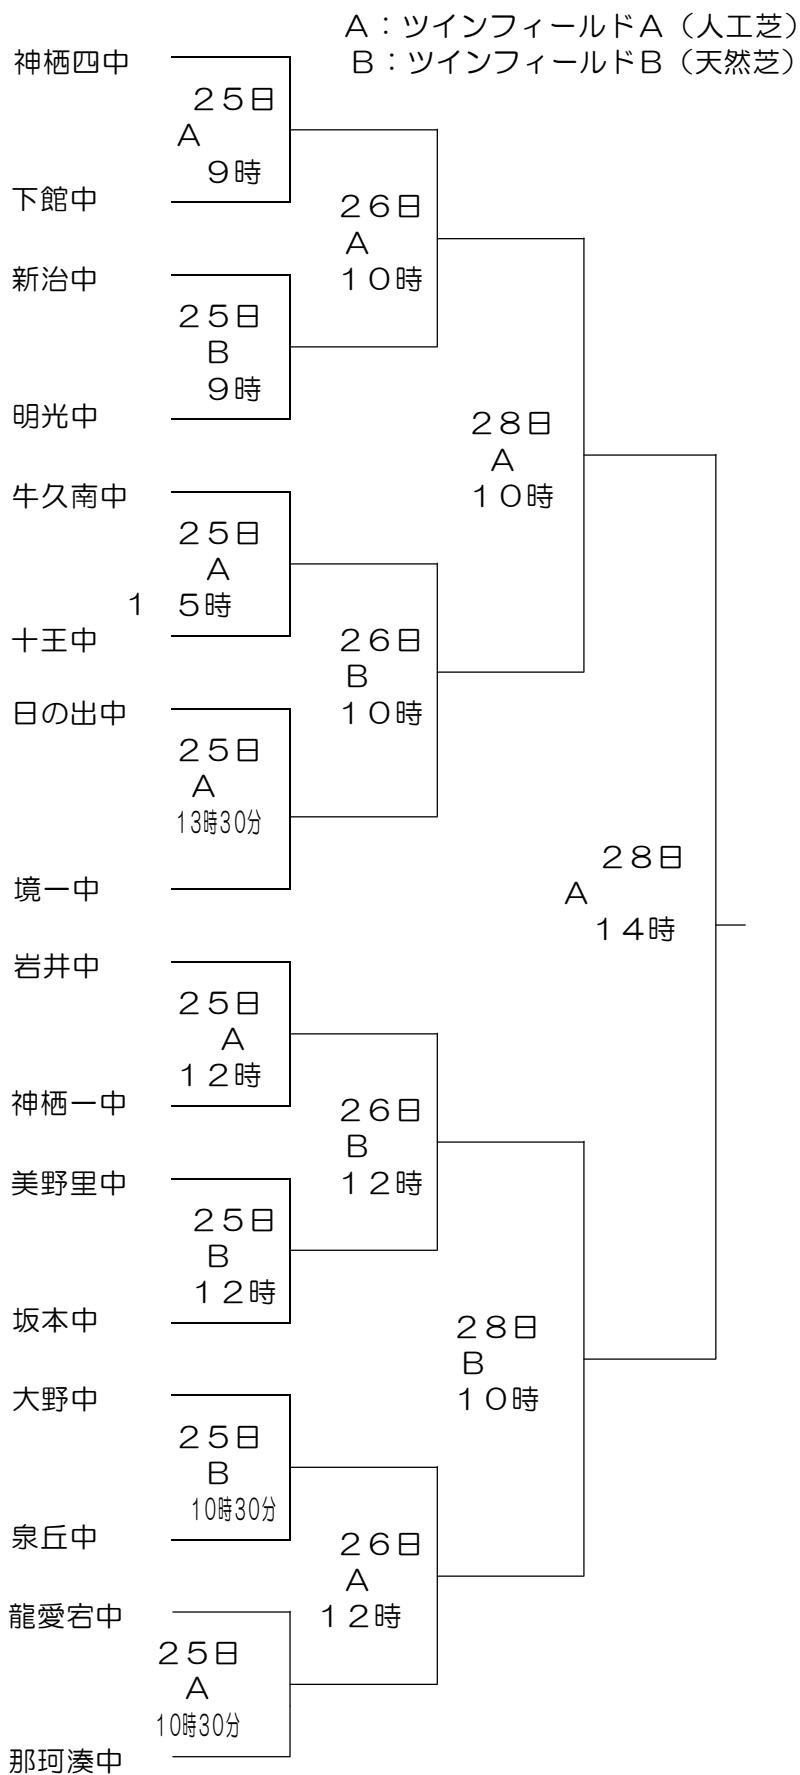 Ａ：ツインフィールドＡ（人工芝）
Ｂ：ツインフィールドＢ（天然芝）
神栖四中
２５日
Ａ
９時
下館中
２６日
Ａ
１０時
新治中
２５日
Ｂ
９時
明光中
２８日
Ａ
１０時
牛久南中
２５日
Ａ
１　５時
十王中
２６日
Ｂ
１０時
日の出中
２５日
Ａ
13時30分
２８日
Ａ
１４時
境一中
岩井中
２５日
Ａ
１２時
神栖一中
２６日
Ｂ
１２時
美野里中
２５日
Ｂ
１２時
坂本中
２８日
Ｂ
１０時
大野中
２５日
Ｂ
10時30分
泉丘中
２６日
Ａ
１２時
龍愛宕中
２５日
Ａ
10時30分
那珂湊中